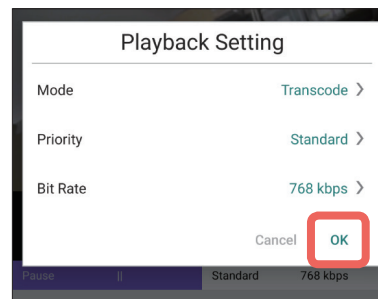 Playback Setting
Mode Transcode >
Priority Standard >
Bit Rate 768 kbps >
Cancel OK
Pause || Standard 768 kbps